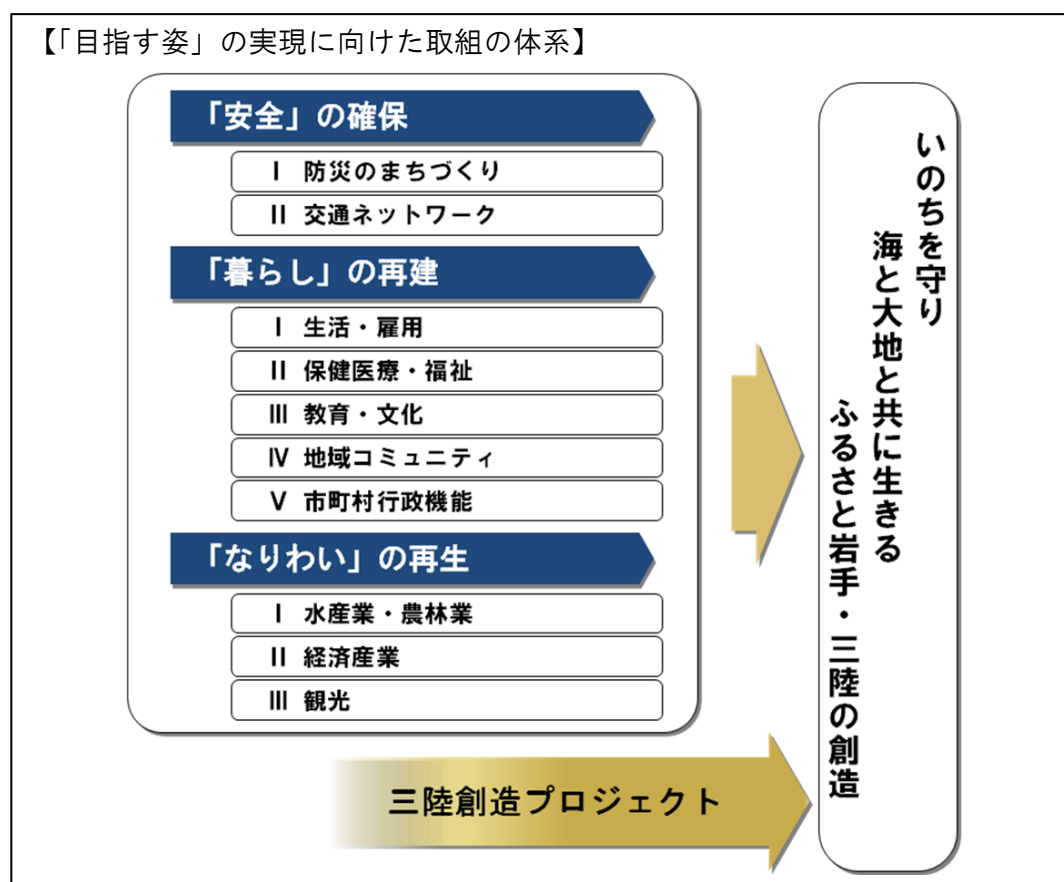 【「目指す姿」の実現に向けた取組の体系】
「安全」の確保
Ⅰ 防災のまちづくり
Ⅱ 交通ネットワーク
「暮らし」の再建
Ⅰ 生活・雇用
Ⅱ 保健医療・福祉
Ⅲ 教育・文化
Ⅳ 地域コミュニティ
Ⅴ 市町村行政機能
「なりわい」の再生
Ⅰ 水産業・農林業
Ⅱ 経済産業
Ⅲ 観光
三陸創造プロジェクト
いのちを守り
海と大地と共に生きる
ふるさと岩手・三陸の創造